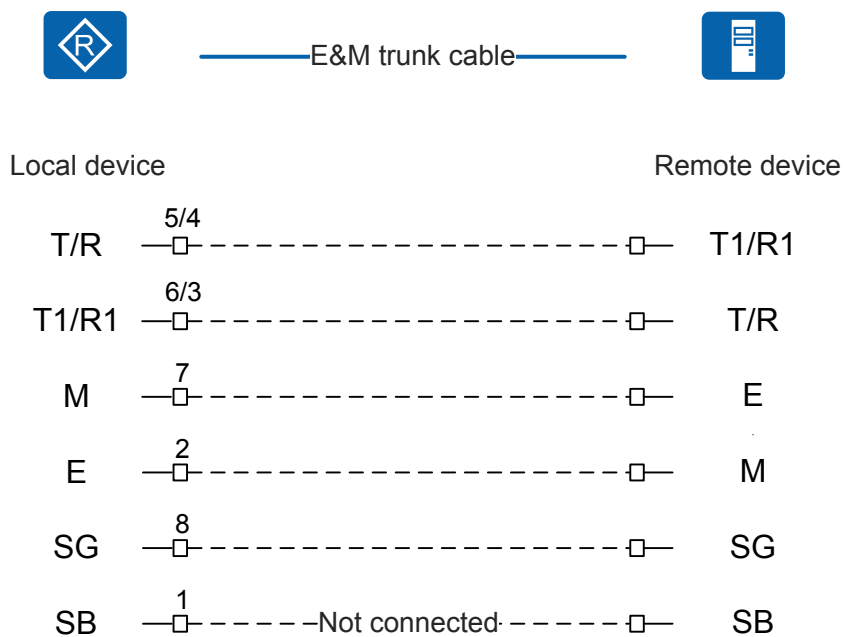 R
E&M trunk cable
Local device
Remote device
5/4
T/R
T1/R1
6/3
T1/R1
T/R
7
M
E
2
E
M
8
SG
SG
1
SB
Not connected
SB